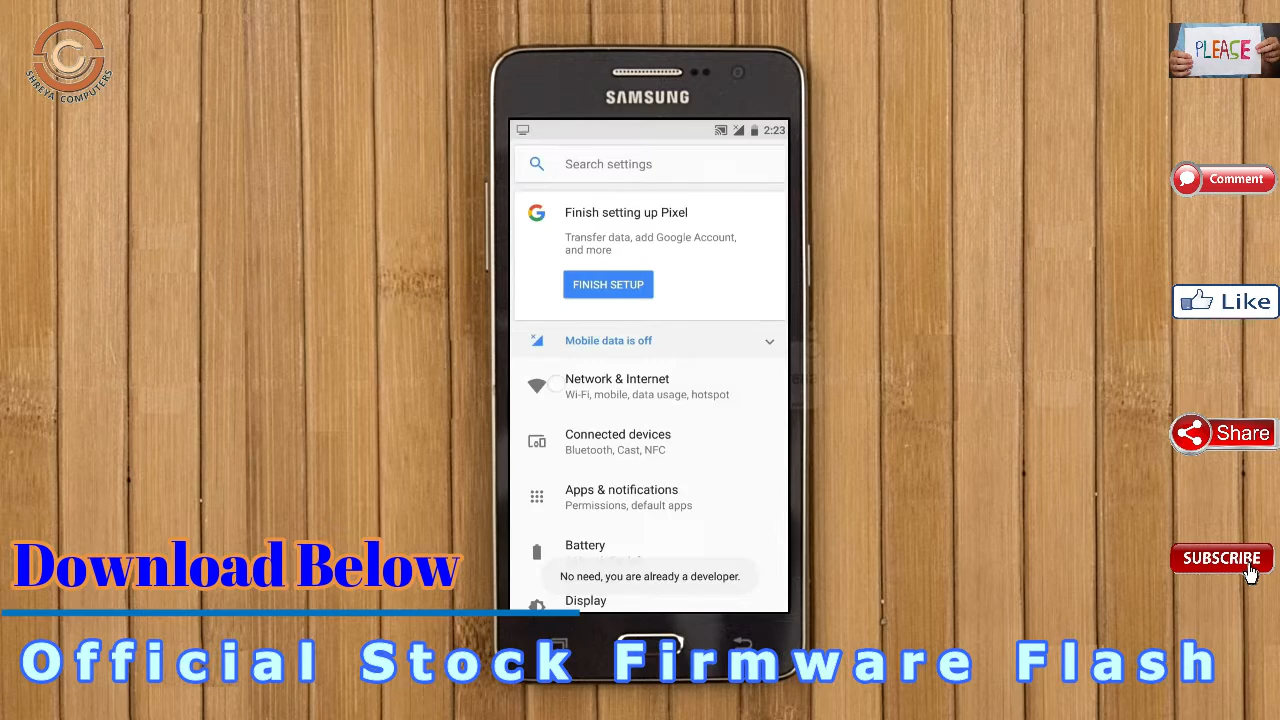 SHREYA COMPUTERS
PLEASE
SAMSUNG
2:23
Search settings
Finish setting up Pixel
Transfer data, add Google Account,
and more
FINISH SETUP
Mobile data is off
Network & Internet
Wi-Fi, mobile, data usage, hotspot
Connected devices
Bluetooth, Cast, NFC
Apps & notifications
Permissions, default apps
Battery
No need, you are already a developer.
Display
Comment
Like
Share
SUBSCRIBE
Download Below
Official Stock Firmware Flash